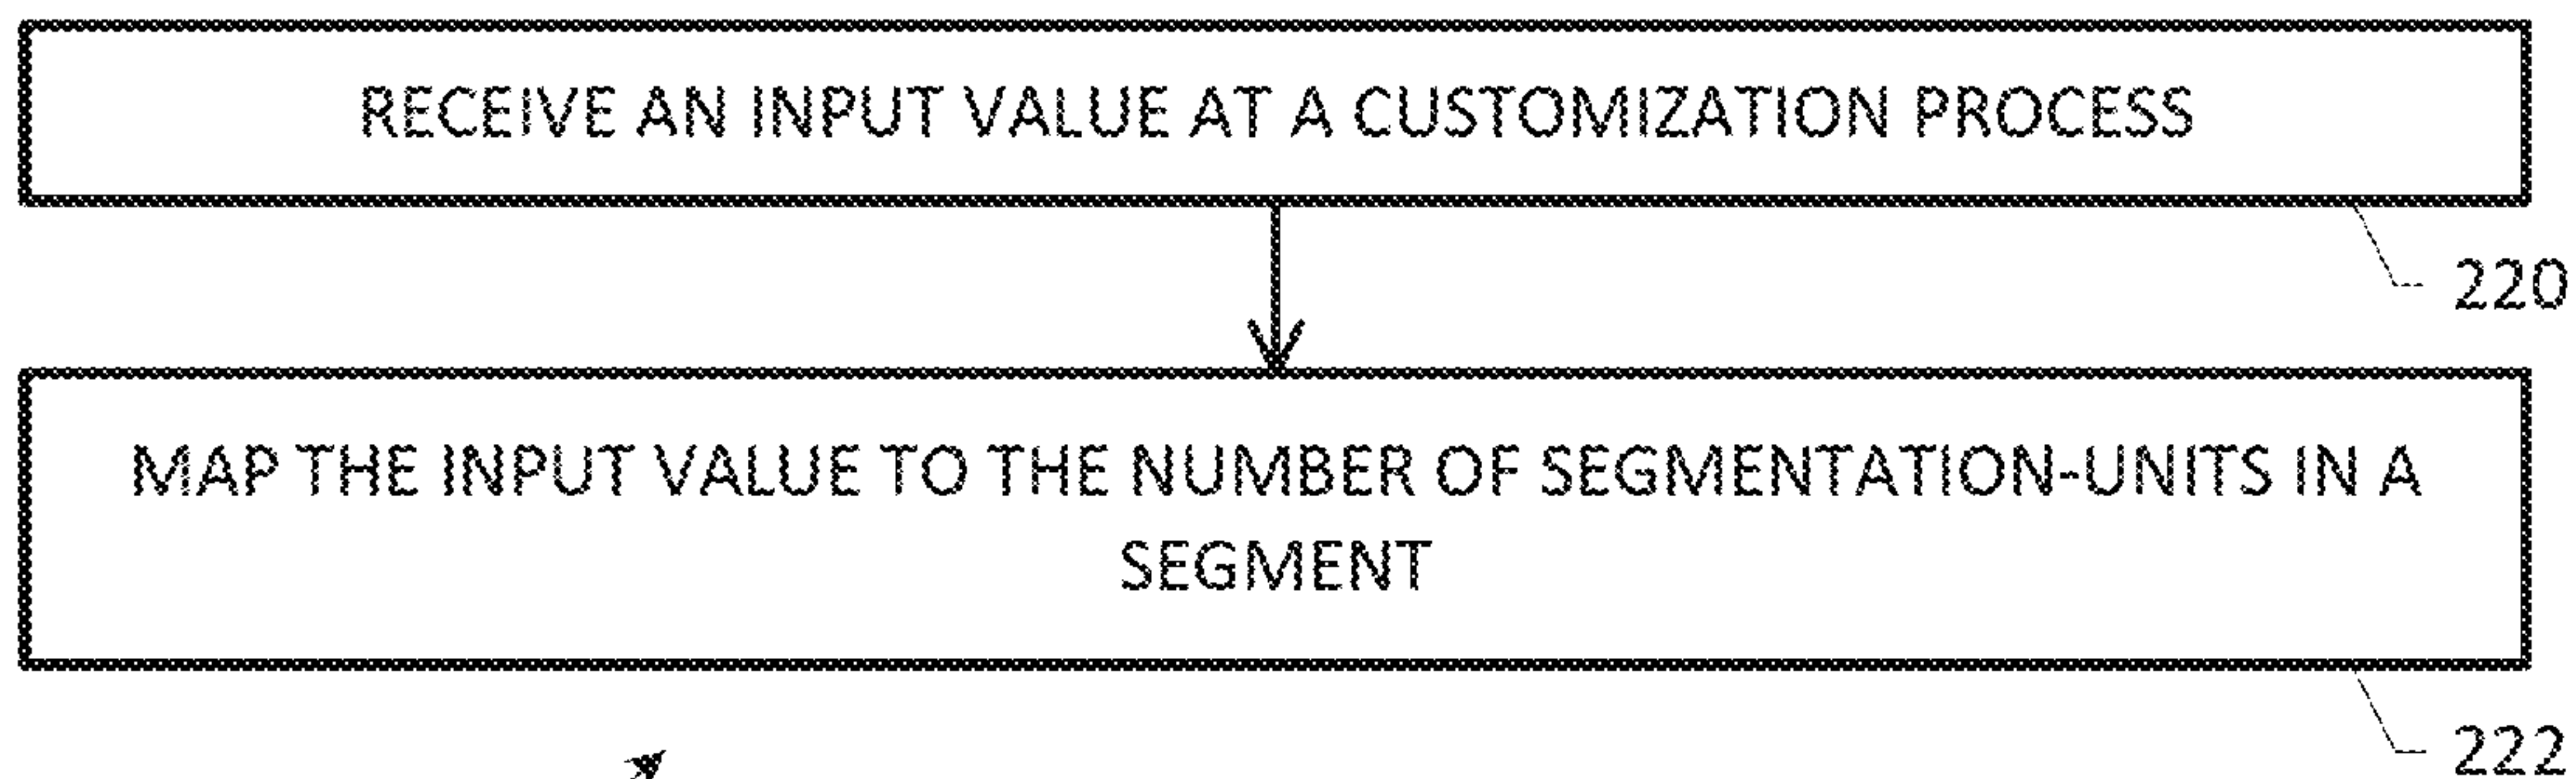 RECEIVE AN INPUT VALUE AT A CUSTOMIZATION PROCESS
220
MAP THE INPUT VALUE TO THE NUMBER OF SEGMENTATION-UNITS IN A
SEGMENT
222